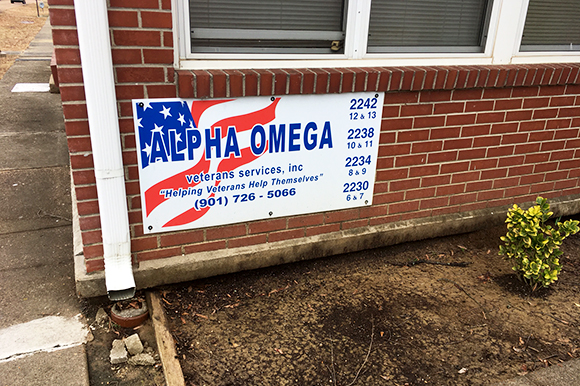 ALPHA OMEGA
veterans services, inc
"Helping Veterans Help Themselves"
(901) 726 - 5066
2242
12 & 13
2238
10 & 11
2234
8 & 9
2230
6 & 7